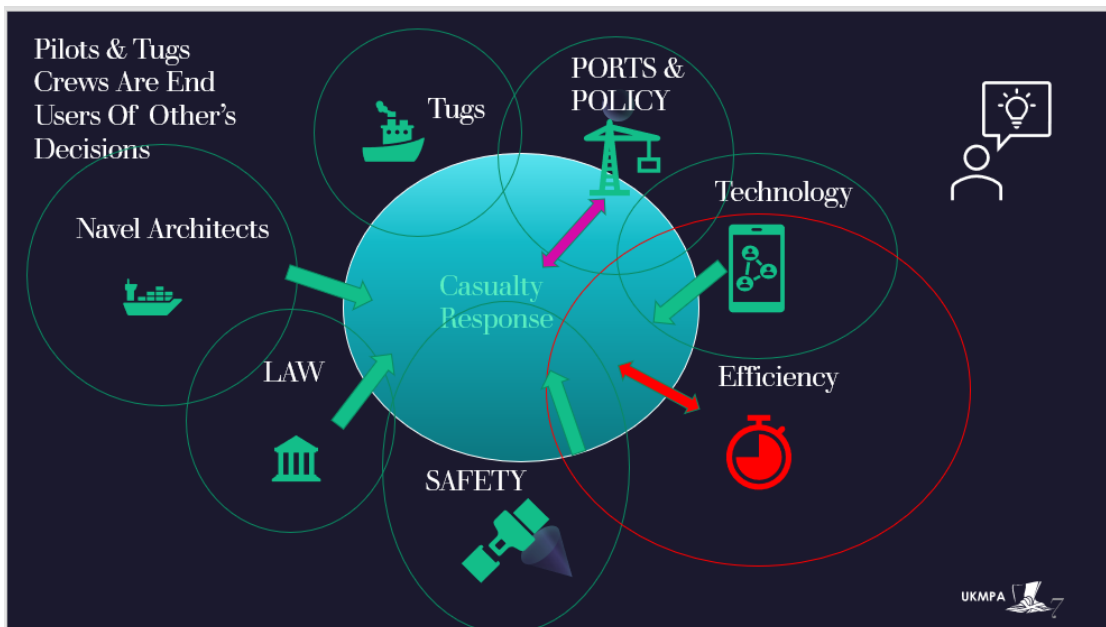 Pilots & Tugs
Crews Are End
Users Of Other's
Decisions
Tugs
PORTS &
POLICY
Technology
Navel Architects
Casualty
Response
LAW
Efficiency
SAFETY
UKMPA
7